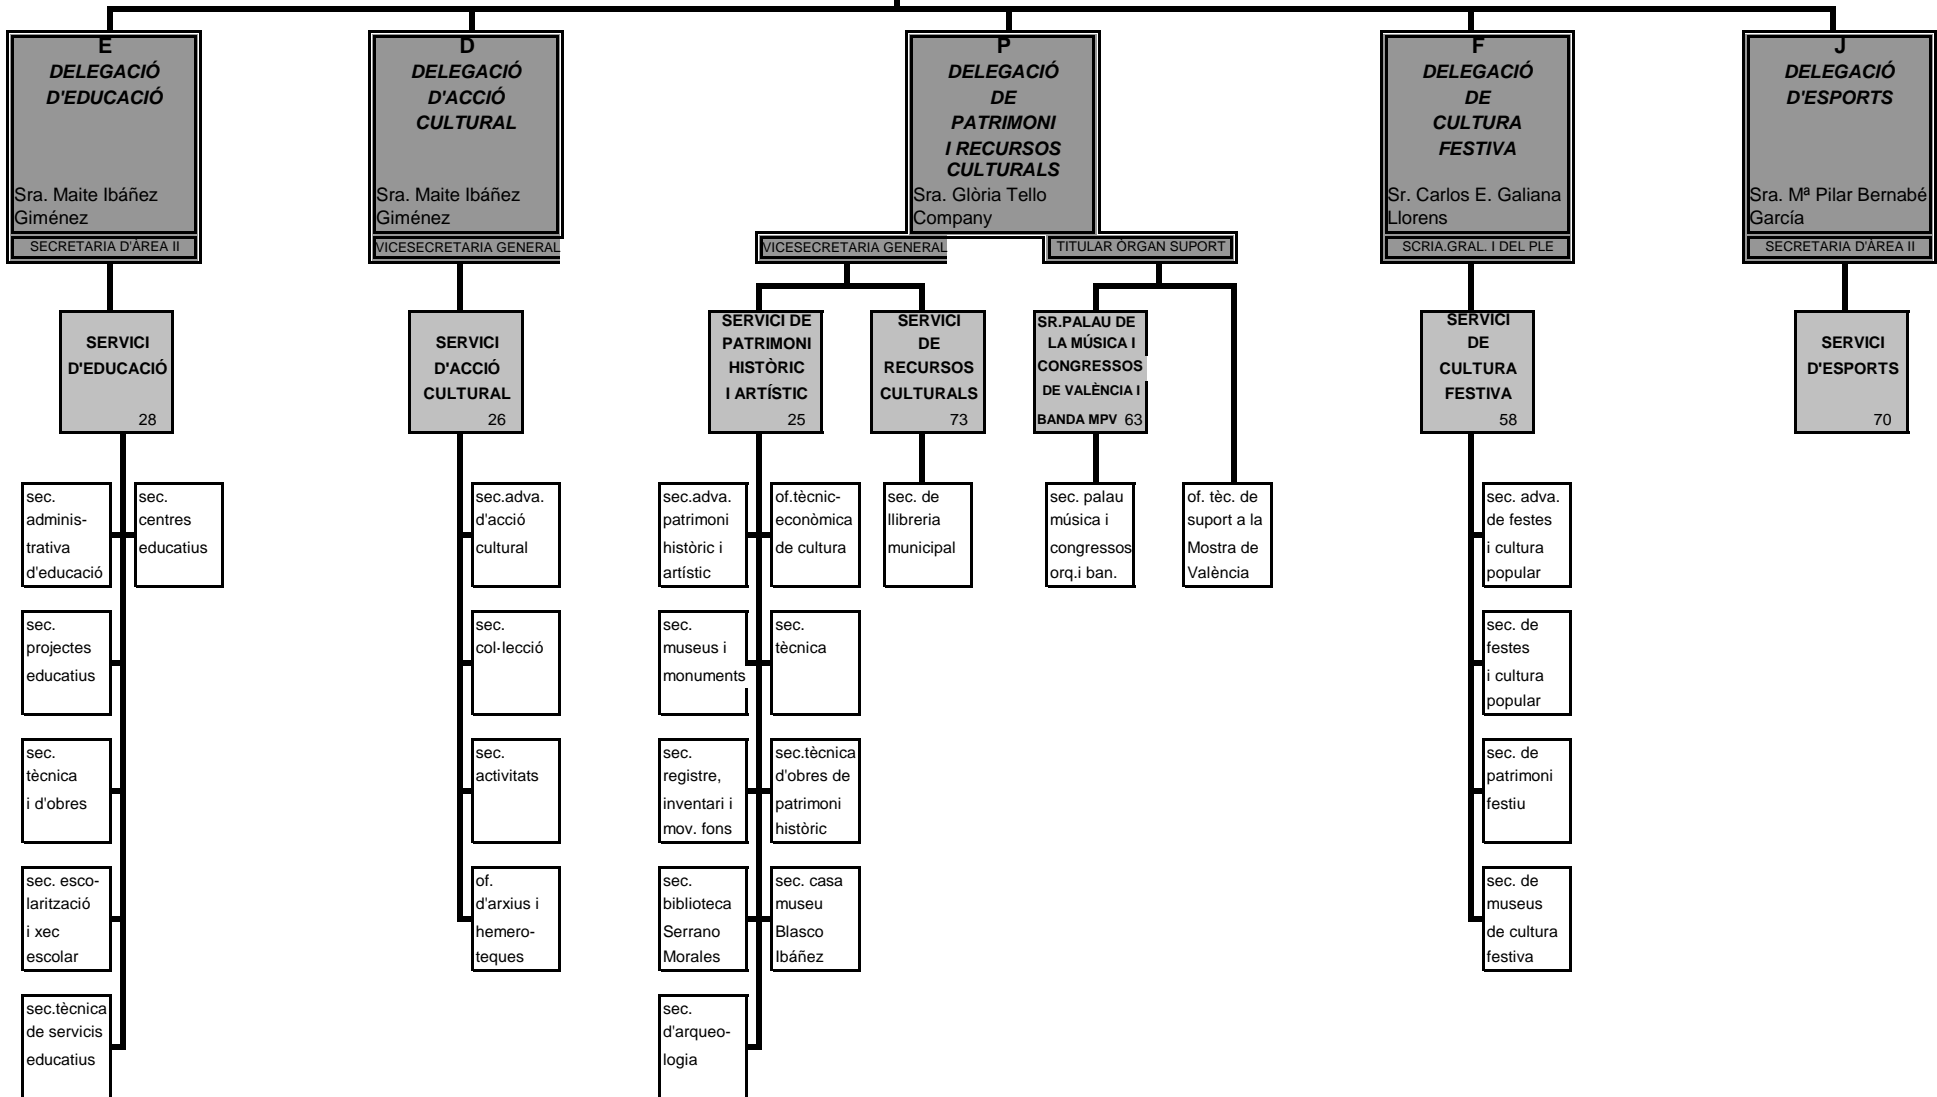 E
DELEGACIÓ
D'EDUCACIÓ
Sra. Maite Ibáñez
Giménez
SECRETARIA D'ÀREA II
SERVICI
D'EDUCACIÓ
28
sec.
adminis-
trativa
d'educació
sec.
centres
educatius
sec.
projectes
educatius
sec.
tècnica
i d'obres
sec. esco-
larització
i xec
escolar
sec.tècnica
de servicis
educatius
D
DELEGACIÓ
D'ACCIÓ
CULTURAL
Sra. Maite Ibáñez
Giménez
VICESECRETARIA GENERAL
SERVICI
D'ACCIÓ
CULTURAL
26
sec.adva.
d'acció
cultural
sec.
col·lecció
sec.
activitats
of.
d'arxius i
hemero-
teques
P
DELEGACIÓ
DE
PATRIMONI
I RECURSOS
CULTURALS
Sra. Glòria Tello
Company
VICESECRETARIA GENERAL
TITULAR ÒRGAN SUPORT
SERVICI DE
PATRIMONI
HISTÒRIC
I ARTÍSTIC
25
sec.adva.
patrimoni
històric i
artístic
of.tècnic-
econòmica
de cultura
sec.
museus i
monuments
sec.
tècnica
sec.
registre,
inventari i
mov. fons
sec.tècnica
d'obres de
patrimoni
històric
sec.
biblioteca
Serrano
Morales
sec. casa
museu
Blasco
Ibáñez
sec.
d'arqueo-
logia
SERVICI
DE
RECURSOS
CULTURALS
73
sec. de
llibreria
municipal
SR.PALAU DE
LA MÚSICA I
CONGRESSOS
DE VALÈNCIA I
BANDA MPV 63
sec. palau
música i
congressos
orq.i ban.
of. tèc. de
suport a la
Mostra de
València
F
DELEGACIÓ
DE
CULTURA
FESTIVA
Sr. Carlos E. Galiana
Llorens
SCRIA.GRAL. I DEL PLE
SERVICI
DE
CULTURA
FESTIVA
58
sec. adva.
de festes
i cultura
popular
sec. de
festes
i cultura
popular
sec. de
patrimoni
festiu
sec. de
museus
de cultura
festiva
J
DELEGACIÓ
D'ESPORTS
Sra. Mª Pilar Bernabé
García
SECRETARIA D'ÀREA II
SERVICI
D'ESPORTS
70